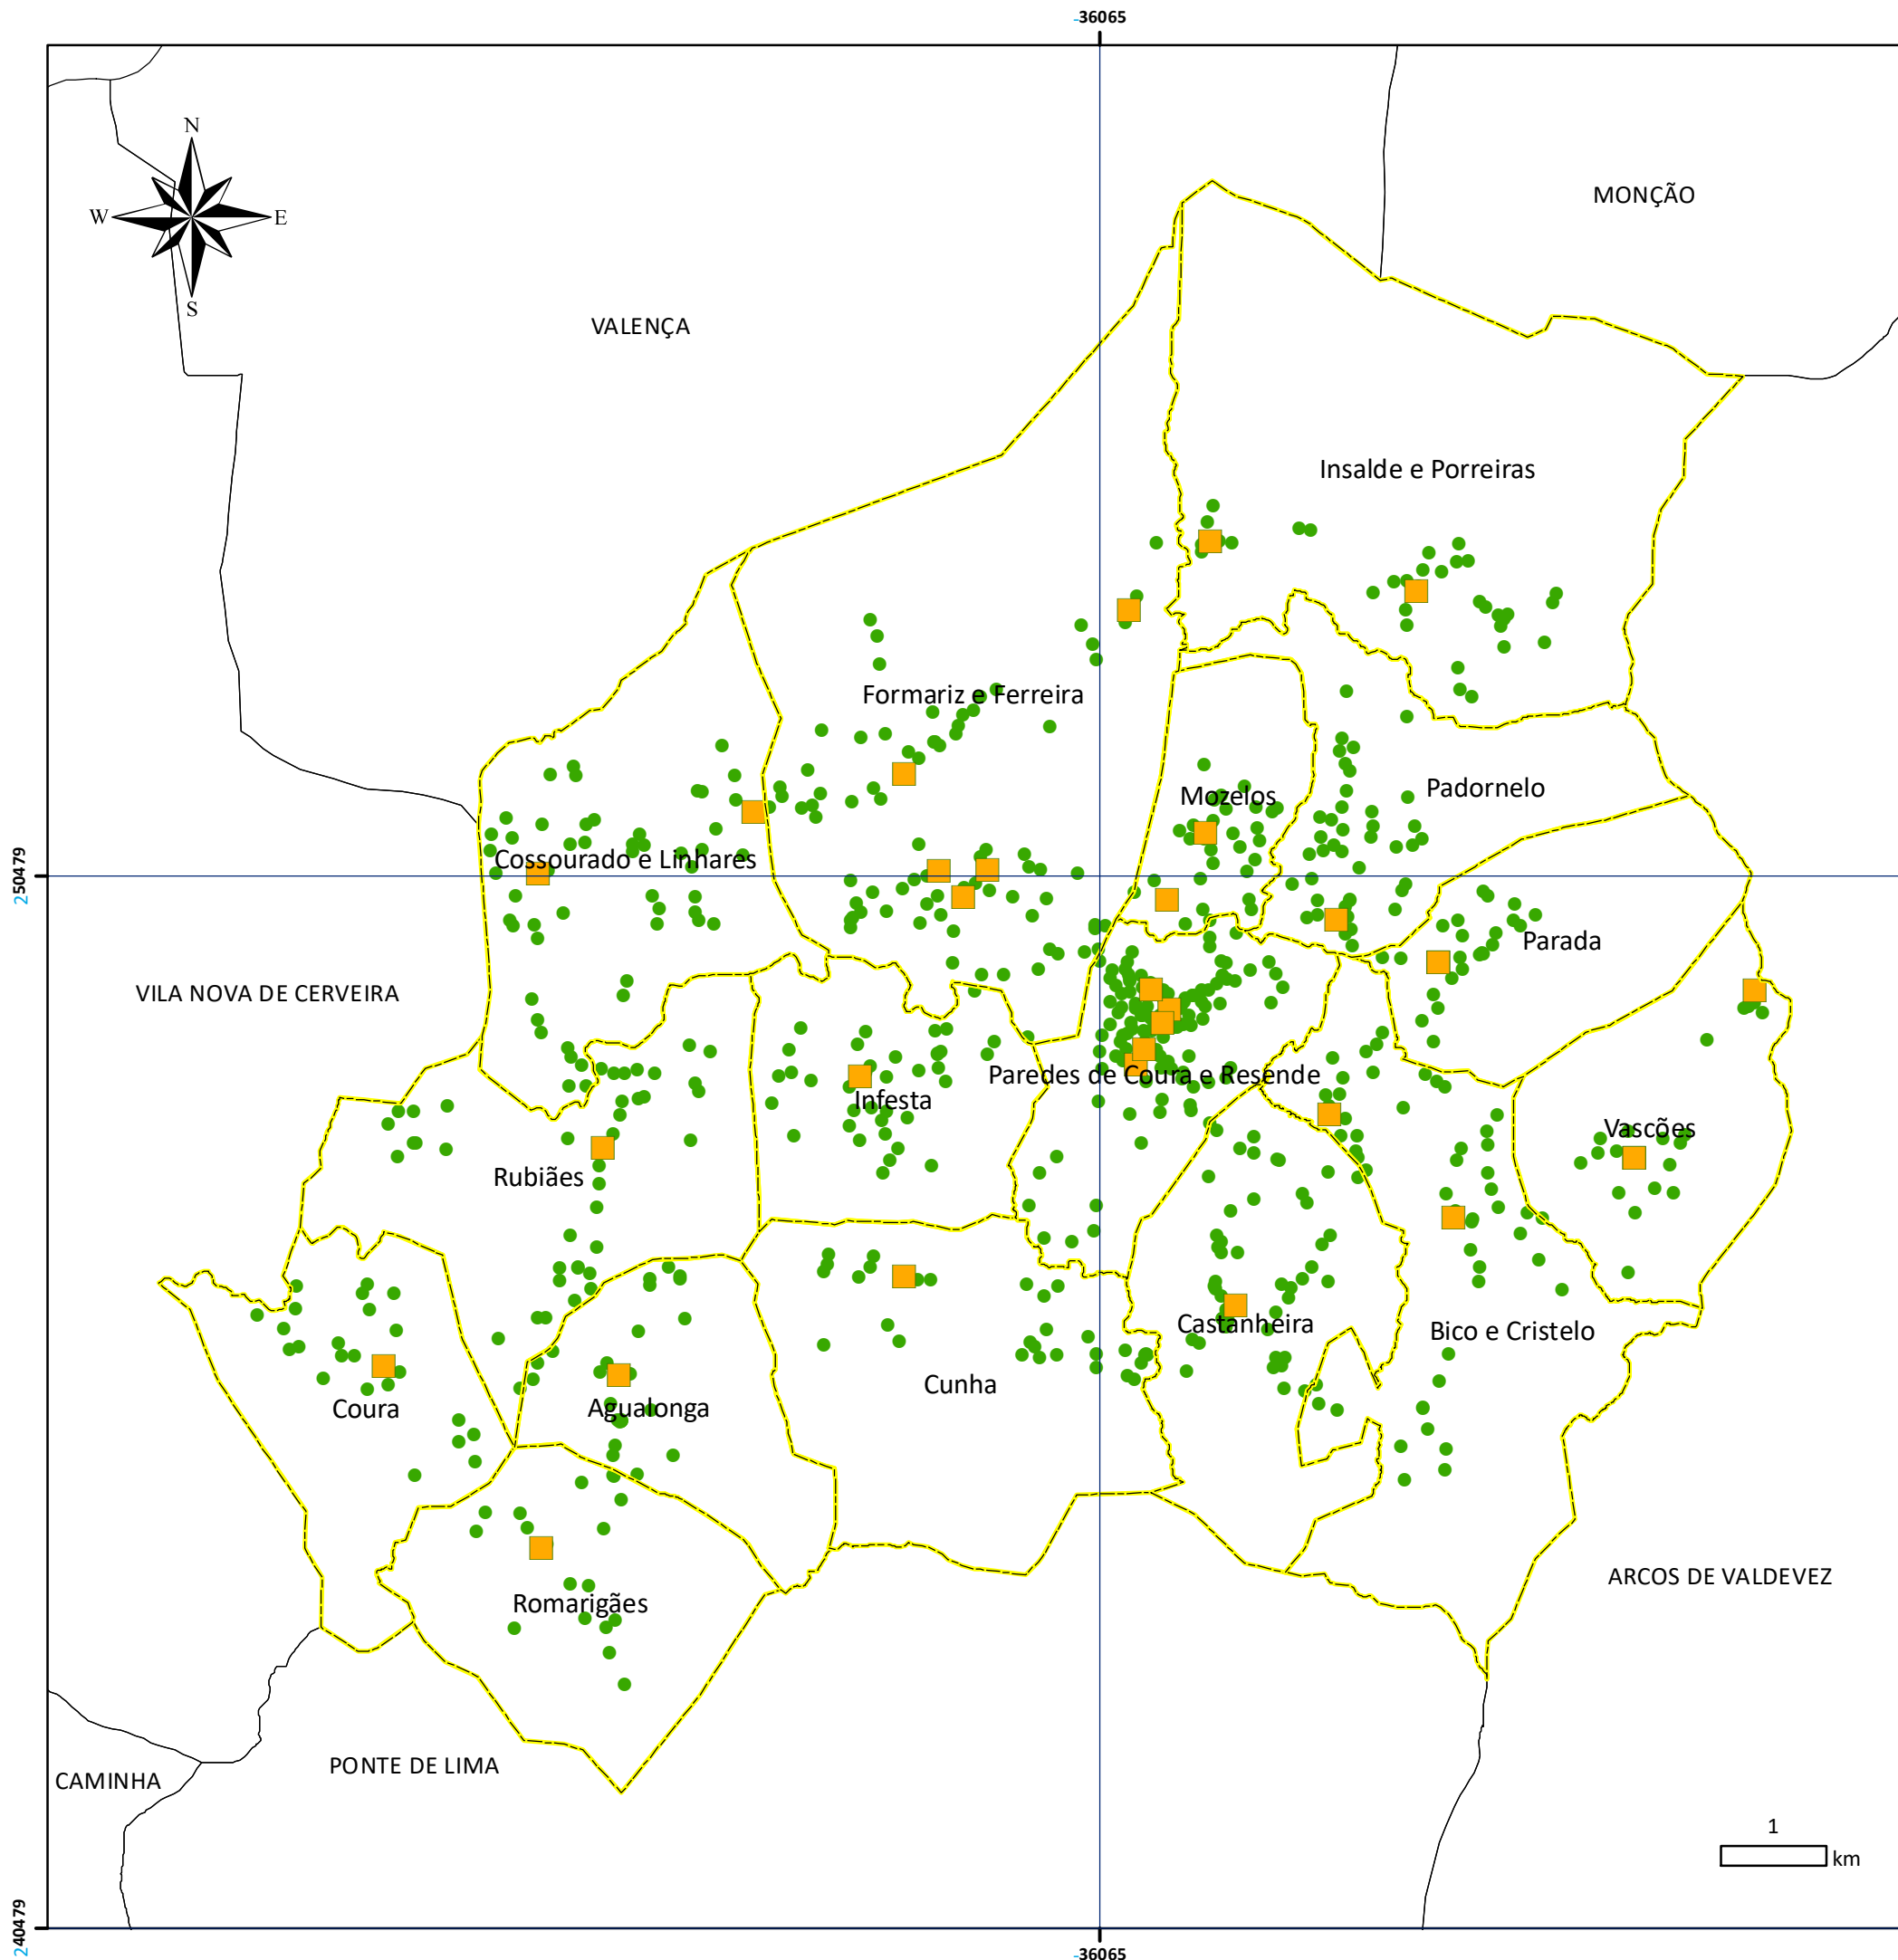 -36065
N
W E
S
MONÇÃO
VALENÇA
Insalde e Porreiras
Formariz e Ferreira
Padornelo
Mozelos
Cossourado e Linhares
250479
Parada
VILA NOVA DE CERVEIRA
Paredes de Coura e Resende
Infesta
Vascões
Rubiães
Castanheira
Bico e Cristelo
Cunha
Agualonga
Coura
ARCOS DE VALDEVEZ
Romarigães
PONTE DE LIMA
CAMINHA
1
km
240479
-36065